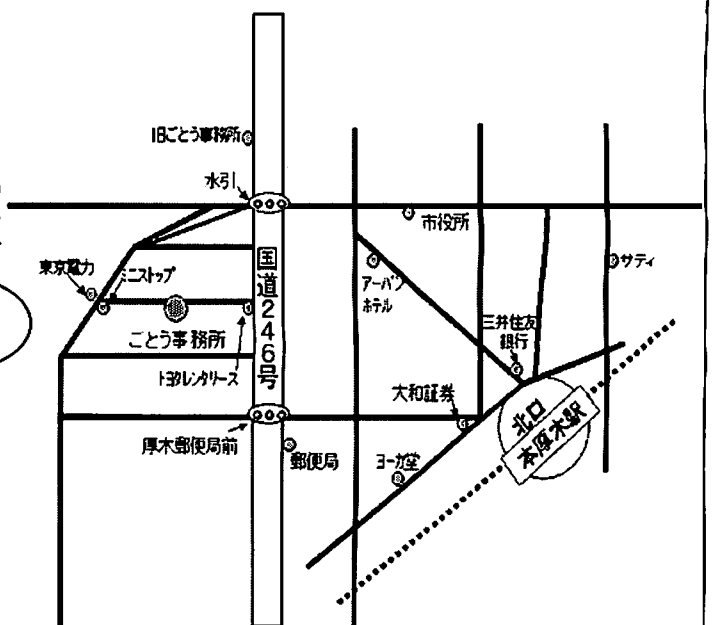 旧ごとう事務所
水引
市役所
国道246号
東京電力
ミニストップ
サティ
アーバン
ホテル
ごとう事務所
三井住友
銀行
トヨタレンタリース
大和証券
北口
本厚木駅
厚木郵便局前
郵便局
ヨーカ堂